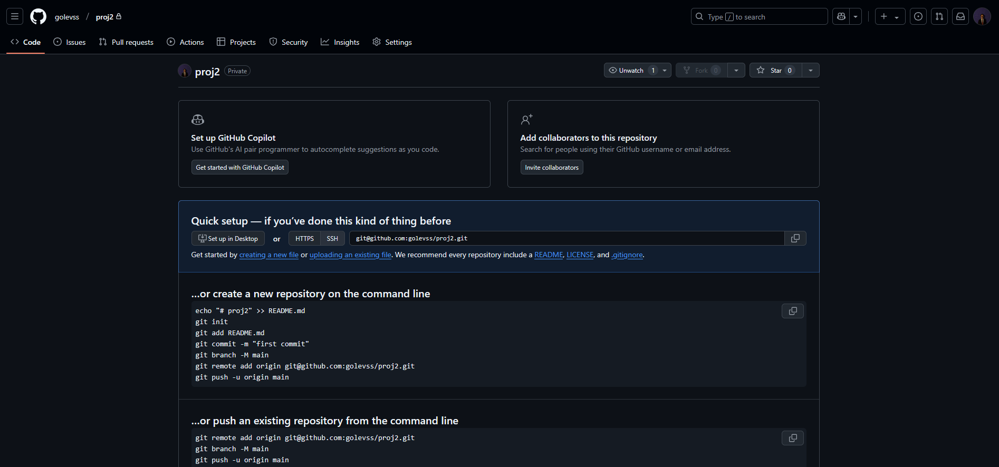 golevss / proj2
Type / to search
Code Issues Pull requests Actions Projects Security Insights Settings
proj2 Private
Unwatch 1 Fork 0 Star 0
Set up GitHub Copilot
Use GitHub's AI pair programmer to autocomplete suggestions as you code.
Get started with GitHub Copilot
Add collaborators to this repository
Search for people using their GitHub username or email address.
Invite collaborators
Quick setup — if you’ve done this kind of thing before
Set up in Desktop or HTTPS SSH git@github.com:golevss/proj2.git
Get started by creating a new file or uploading an existing file. We recommend every repository include a README, LICENSE, and .gitignore.
…or create a new repository on the command line
echo "# proj2" >> README.md
git init
git add README.md
git commit -m "first commit"
git branch -M main
git remote add origin git@github.com:golevss/proj2.git
git push -u origin main
…or push an existing repository from the command line
git remote add origin git@github.com:golevss/proj2.git
git branch -M main
git push -u origin main